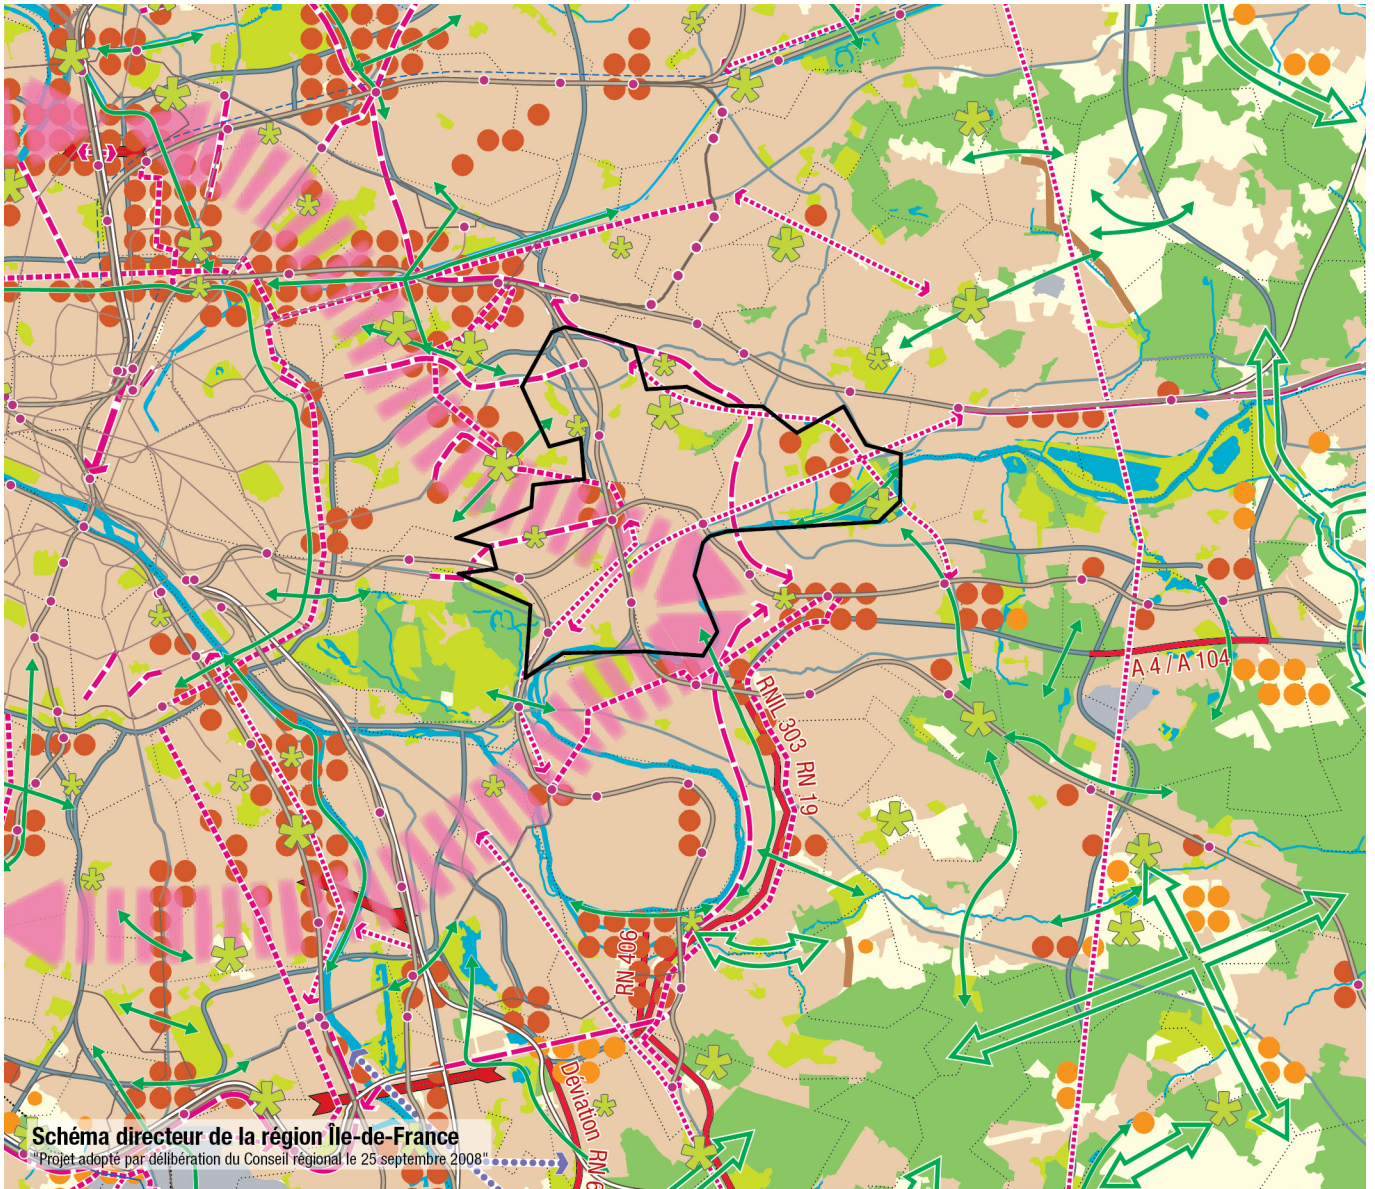 A 4 / A 104
RNIL 303 RN 19
RN 406
Déviation RN 6
Schéma directeur de la région Île-de-France
"Projet adopté par délibération du Conseil régional le 25 septembre 2008"